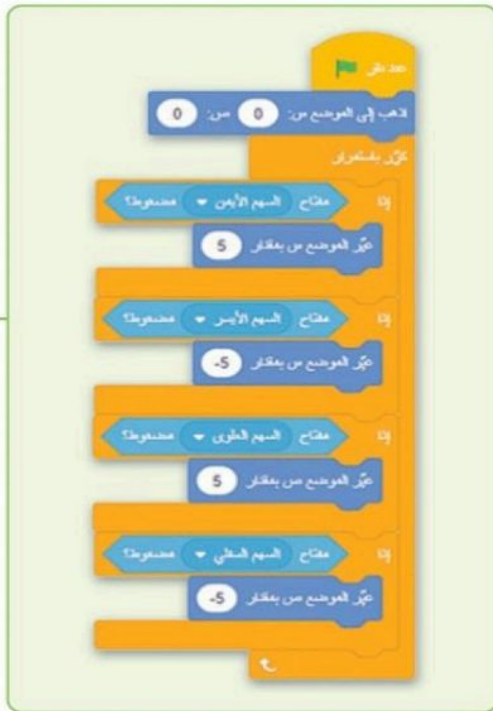 عند نقر
اذهب إلى الموضع س: 0 ص: 0
كرّر باستمرار
إذا مفتاح السهم الأيمن مضغوط؟
غيّر الموضع س بمقدار 5
إذا مفتاح السهم الأيسر مضغوط؟
غيّر الموضع س بمقدار -5
إذا مفتاح السهم العلوي مضغوط؟
غيّر الموضع ص بمقدار 5
إذا مفتاح السهم السفلي مضغوط؟
غيّر الموضع ص بمقدار -5